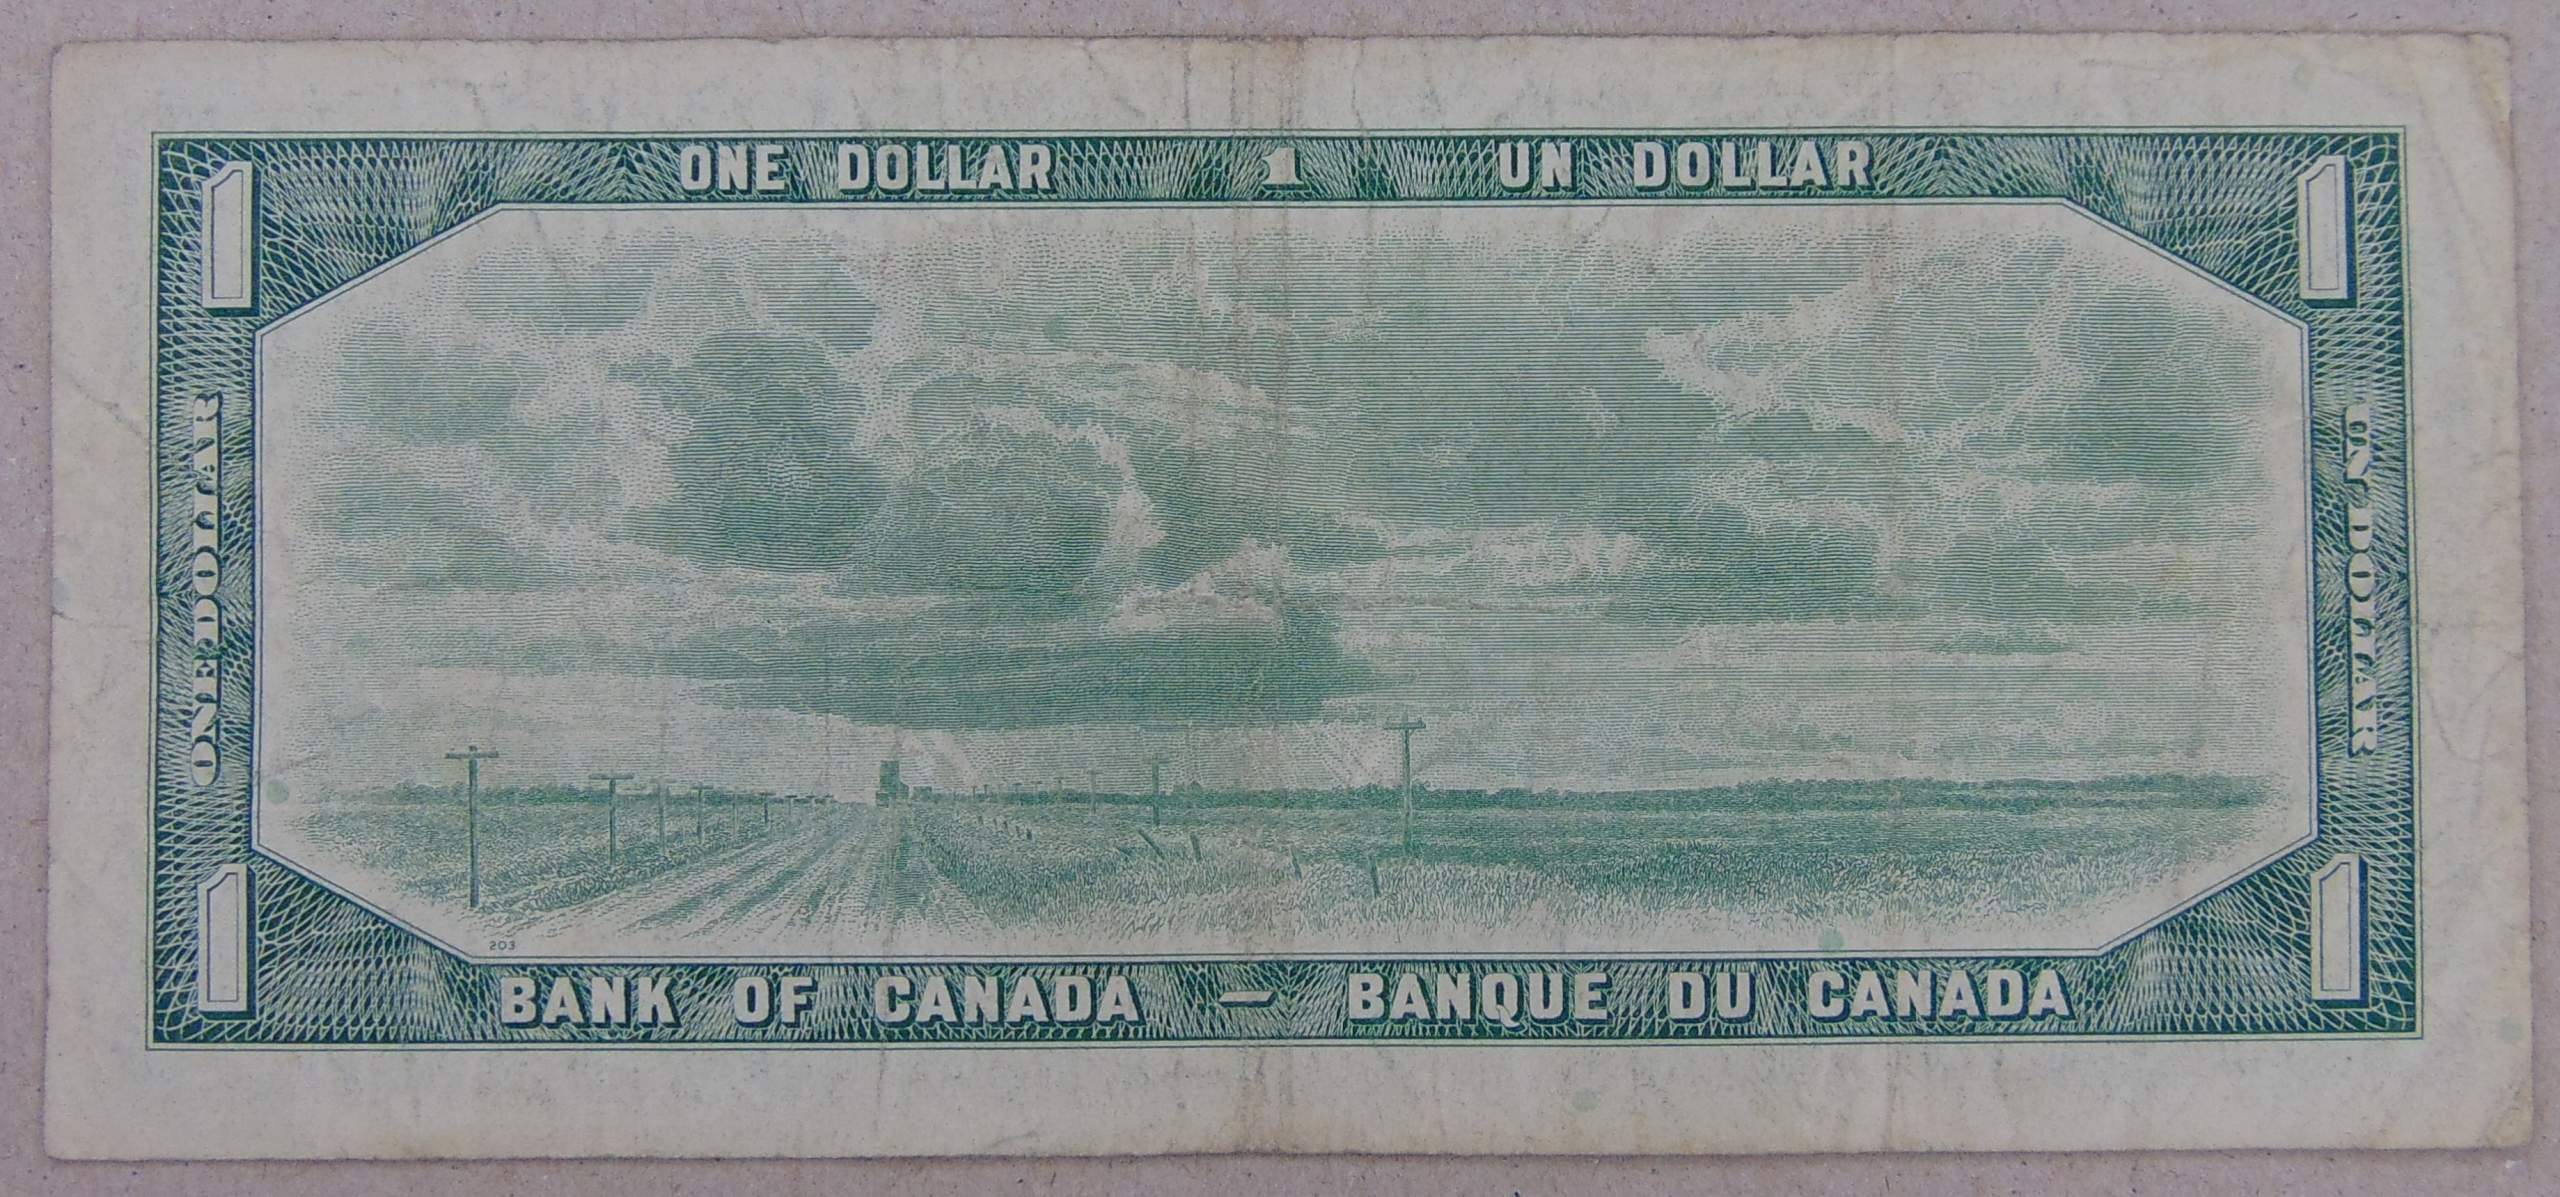 ONE DOLLAR 1 UN DOLLAR
1
1
ONE DOLLAR
UN DOLLAR
1
1
203
BANK OF CANADA — BANQUE DU CANADA